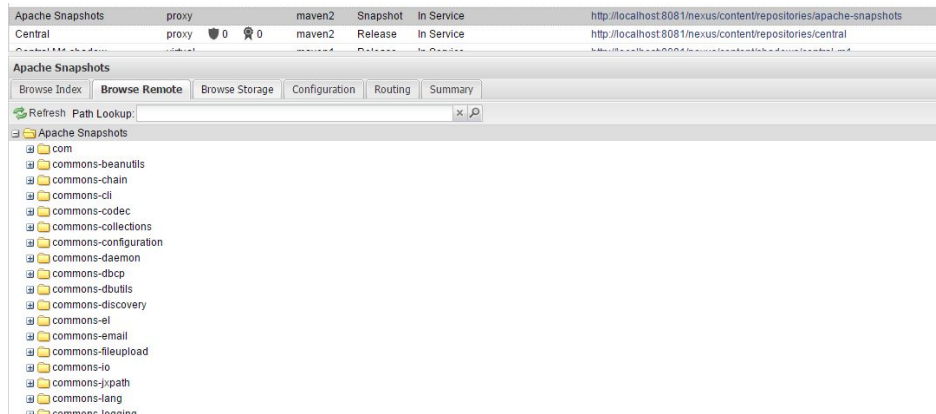 Apache Snapshots proxy maven2 Snapshot In Service http://localhost:8081/nexus/content/repositories/apache-snapshots
Central proxy 0 0 maven2 Release In Service http://localhost:8081/nexus/content/repositories/central
Apache Snapshots
Browse Index Browse Remote Browse Storage Configuration Routing Summary
Refresh Path Lookup:
Apache Snapshots
com
commons-beanutils
commons-chain
commons-cli
commons-codec
commons-collections
commons-configuration
commons-daemon
commons-dbcp
commons-dbutils
commons-discovery
commons-el
commons-email
commons-fileupload
commons-io
commons-jxpath
commons-lang
commons-logging